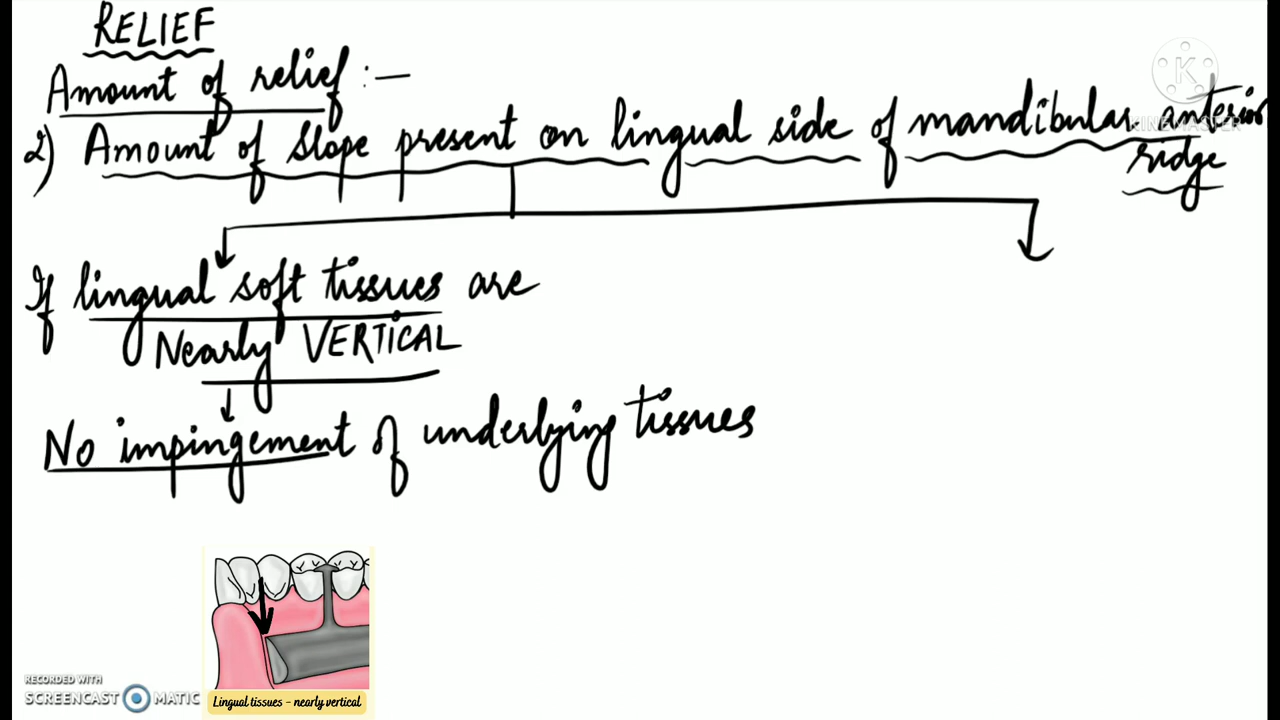 RELIEF
Amount of relief :-
2) Amount of slope present on lingual side of mandibular anterior
ridge
If lingual soft tissues are
Nearly VERTICAL
No impingement of underlying tissues
K
KINEMASTER
RECORDED WITH
SCREENCAST MATIC
Lingual tissues - nearly vertical